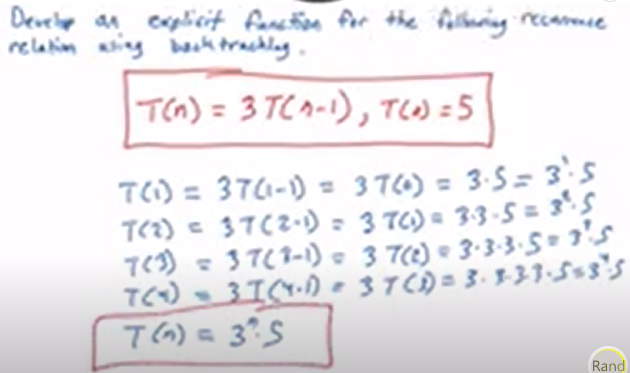 Develop an explicit function for the following recurrence
relation using backtracking.
T(n) = 3T(n-1), T(0) = 5
T(1) = 3T(1-1) = 3T(0) = 3·5 = 3¹·5
T(2) = 3T(2-1) = 3T(1) = 3·3·5 = 3²·5
T(3) = 3T(3-1) = 3T(2) = 3·3·3·5 = 3³·5
T(4) = 3T(4-1) = 3T(3) = 3·3·3·3·5 = 3⁴·5
T(n) = 3ⁿ·5
Rand